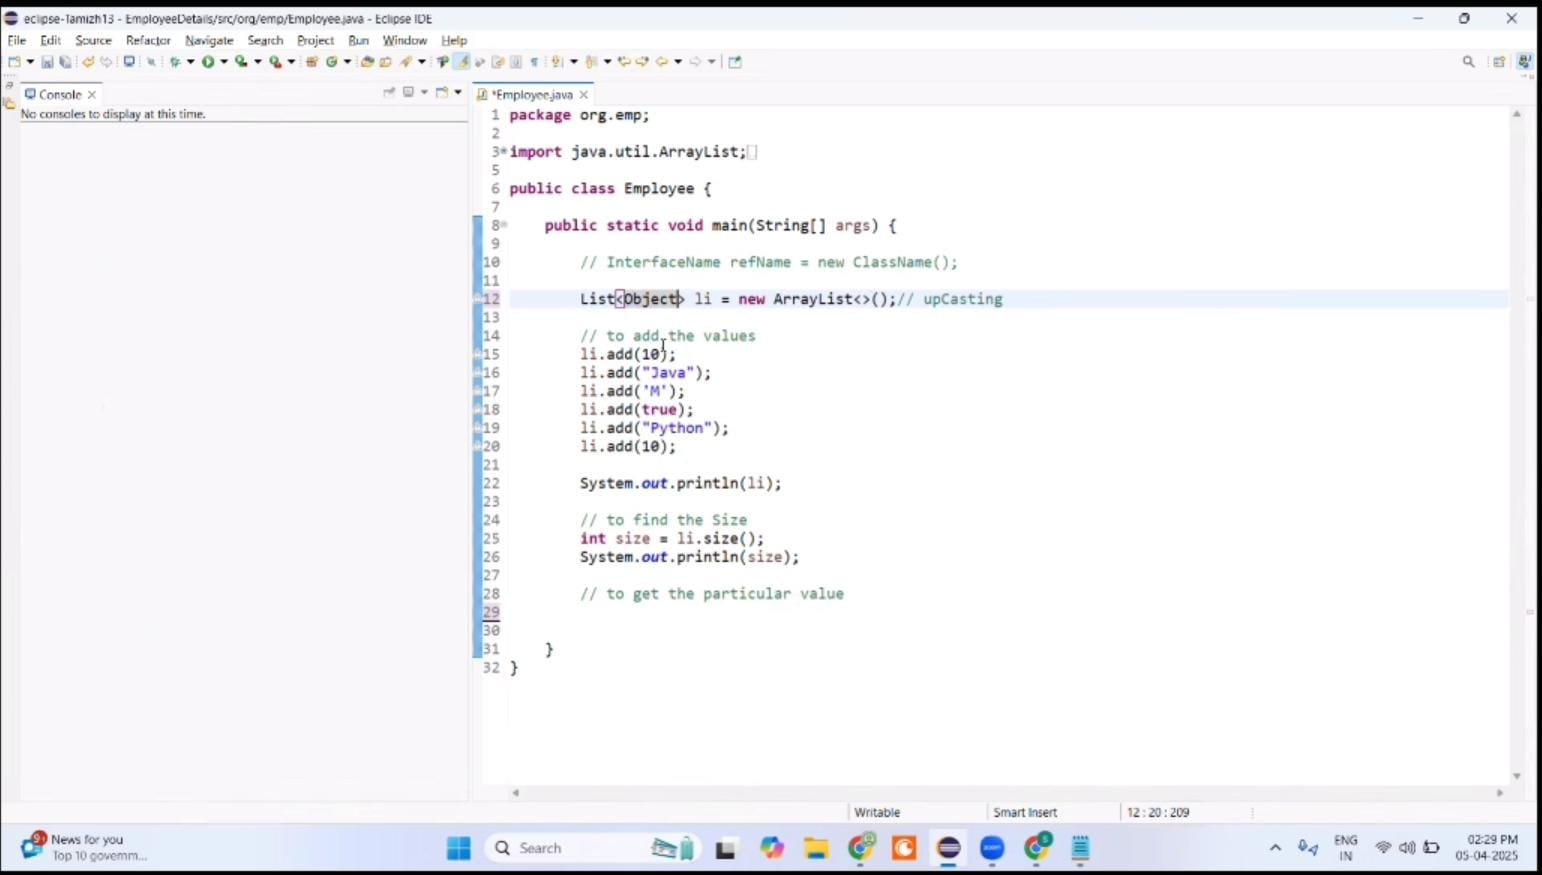 eclipse-Tamizh13 - EmployeeDetails/src/org/emp/Employee.java - Eclipse IDE
File Edit Source Refactor Navigate Search Project Run Window Help
Console
*Employee.java
No consoles to display at this time.
1 package org.emp;
2
3 import java.util.ArrayList;
5
6 public class Employee {
7
8 public static void main(String[] args) {
9
10 // InterfaceName refName = new ClassName();
11
12 List<Object> li = new ArrayList<>();// upCasting
13
14 // to add the values
15 li.add(10);
16 li.add("Java");
17 li.add('M');
18 li.add(true);
19 li.add("Python");
20 li.add(10);
21
22 System.out.println(li);
23
24 // to find the Size
25 int size = li.size();
26 System.out.println(size);
27
28 // to get the particular value
29
30
31 }
32 }
Writable Smart Insert 12 : 20 : 209
News for you
Top 10 governm...
Search
ENG
IN
02:29 PM
05-04-2025